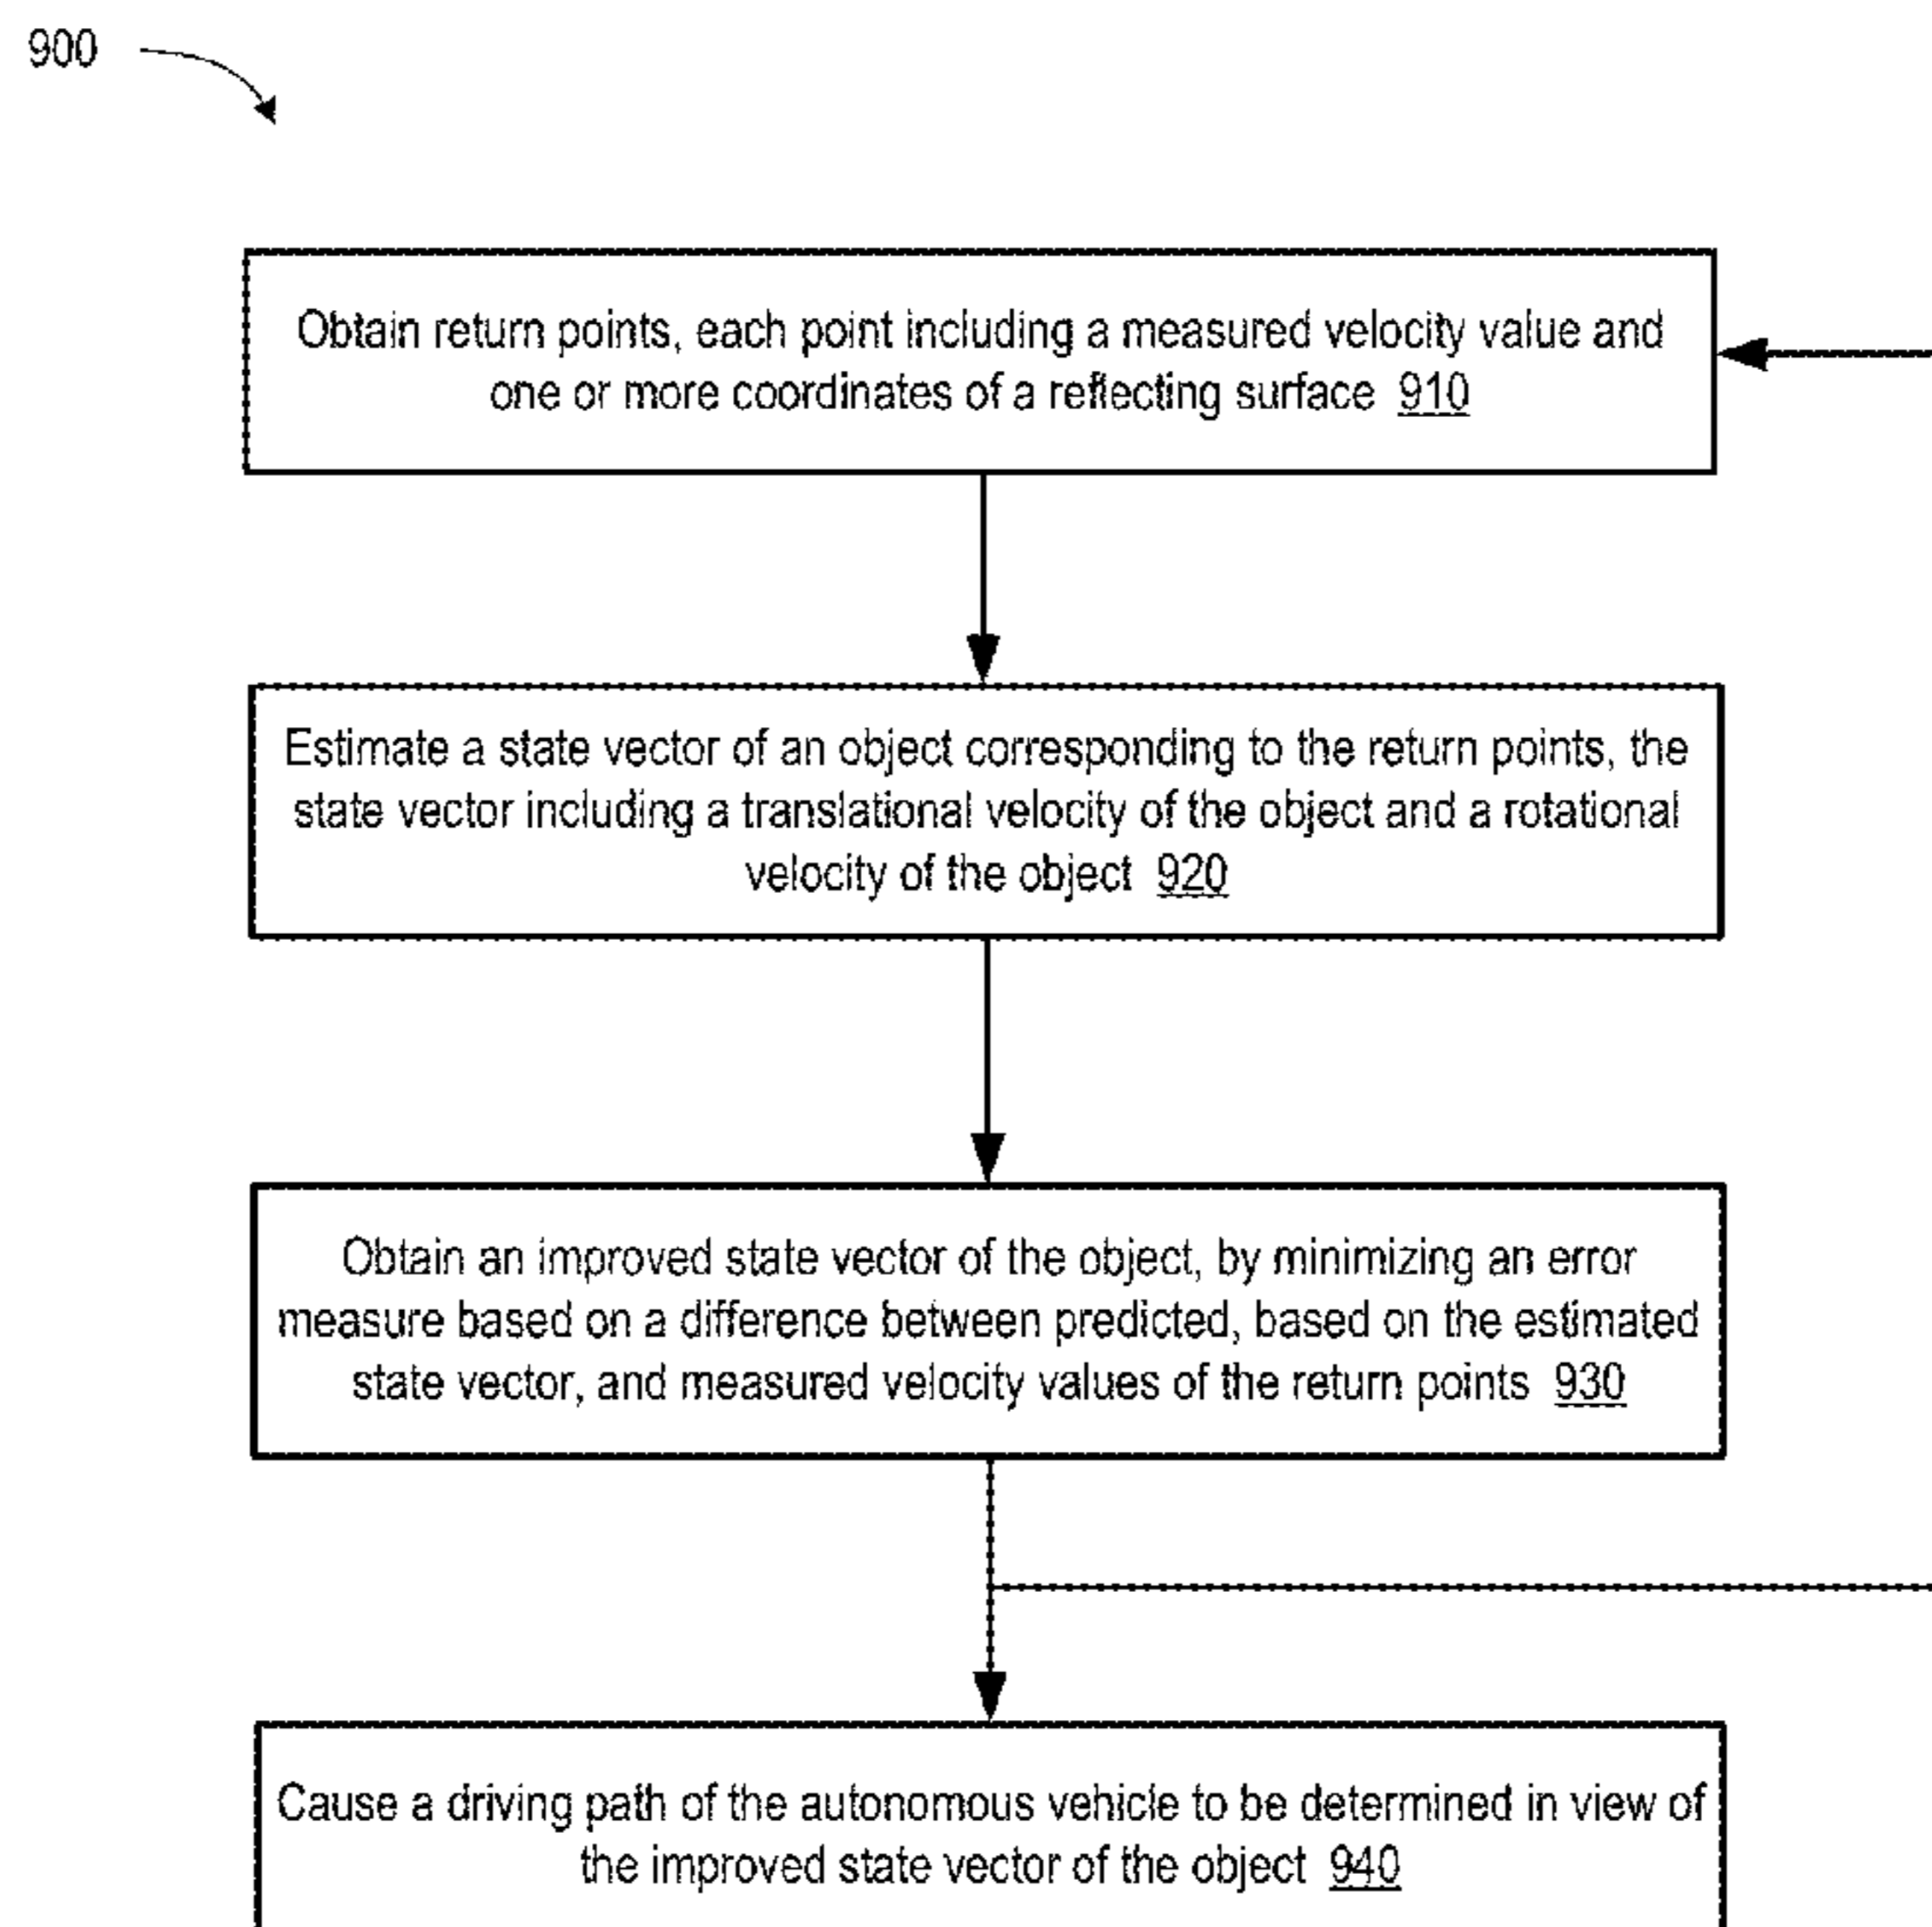 900
Obtain return points, each point including a measured velocity value and
one or more coordinates of a reflecting surface 910
Estimate a state vector of an object corresponding to the return points, the
state vector including a translational velocity of the object and a rotational
velocity of the object 920
Obtain an improved state vector of the object, by minimizing an error
measure based on a difference between predicted, based on the estimated
state vector, and measured velocity values of the return points 930
Cause a driving path of the autonomous vehicle to be determined in view of
the improved state vector of the object 940